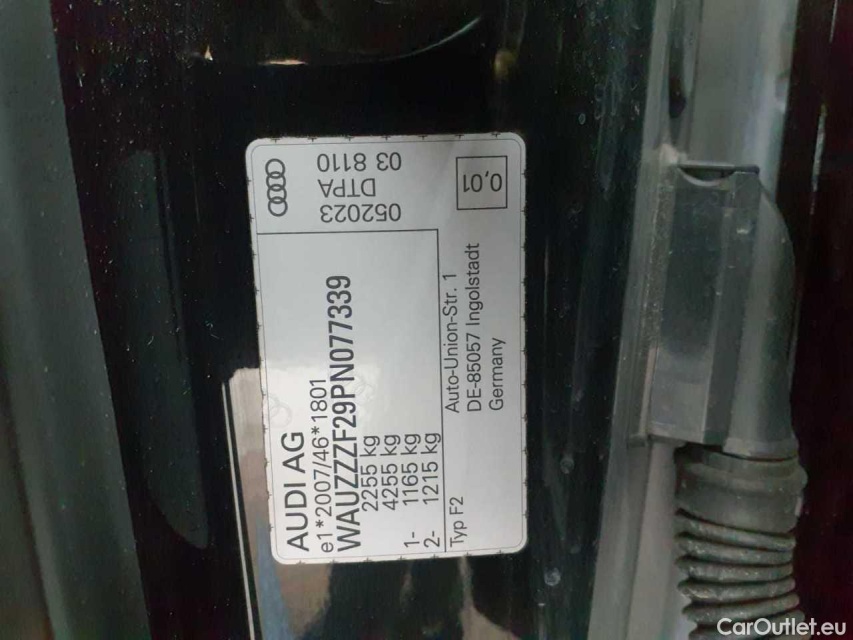 AUDI AG
e1*2007/46*1801
WAUZZZF29PN077339
2255 kg
4255 kg
1- 1165 kg
2- 1215 kg
Typ F2
Auto-Union-Str. 1
DE-85057 Ingolstadt
Germany
052023
DTPA
03 8110
0,01
CarOutlet.eu